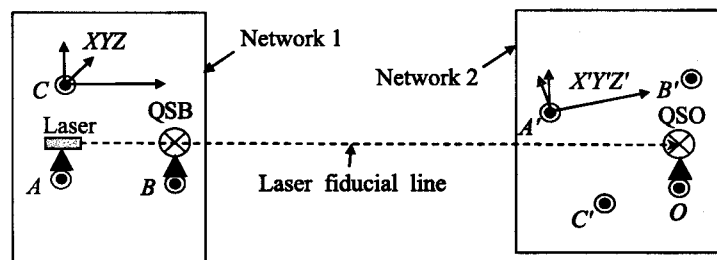 Network 1
XYZ
C
QSB
Laser
A
B
Laser fiducial line
Network 2
X'Y'Z'
B'
A'
QSO
C'
O